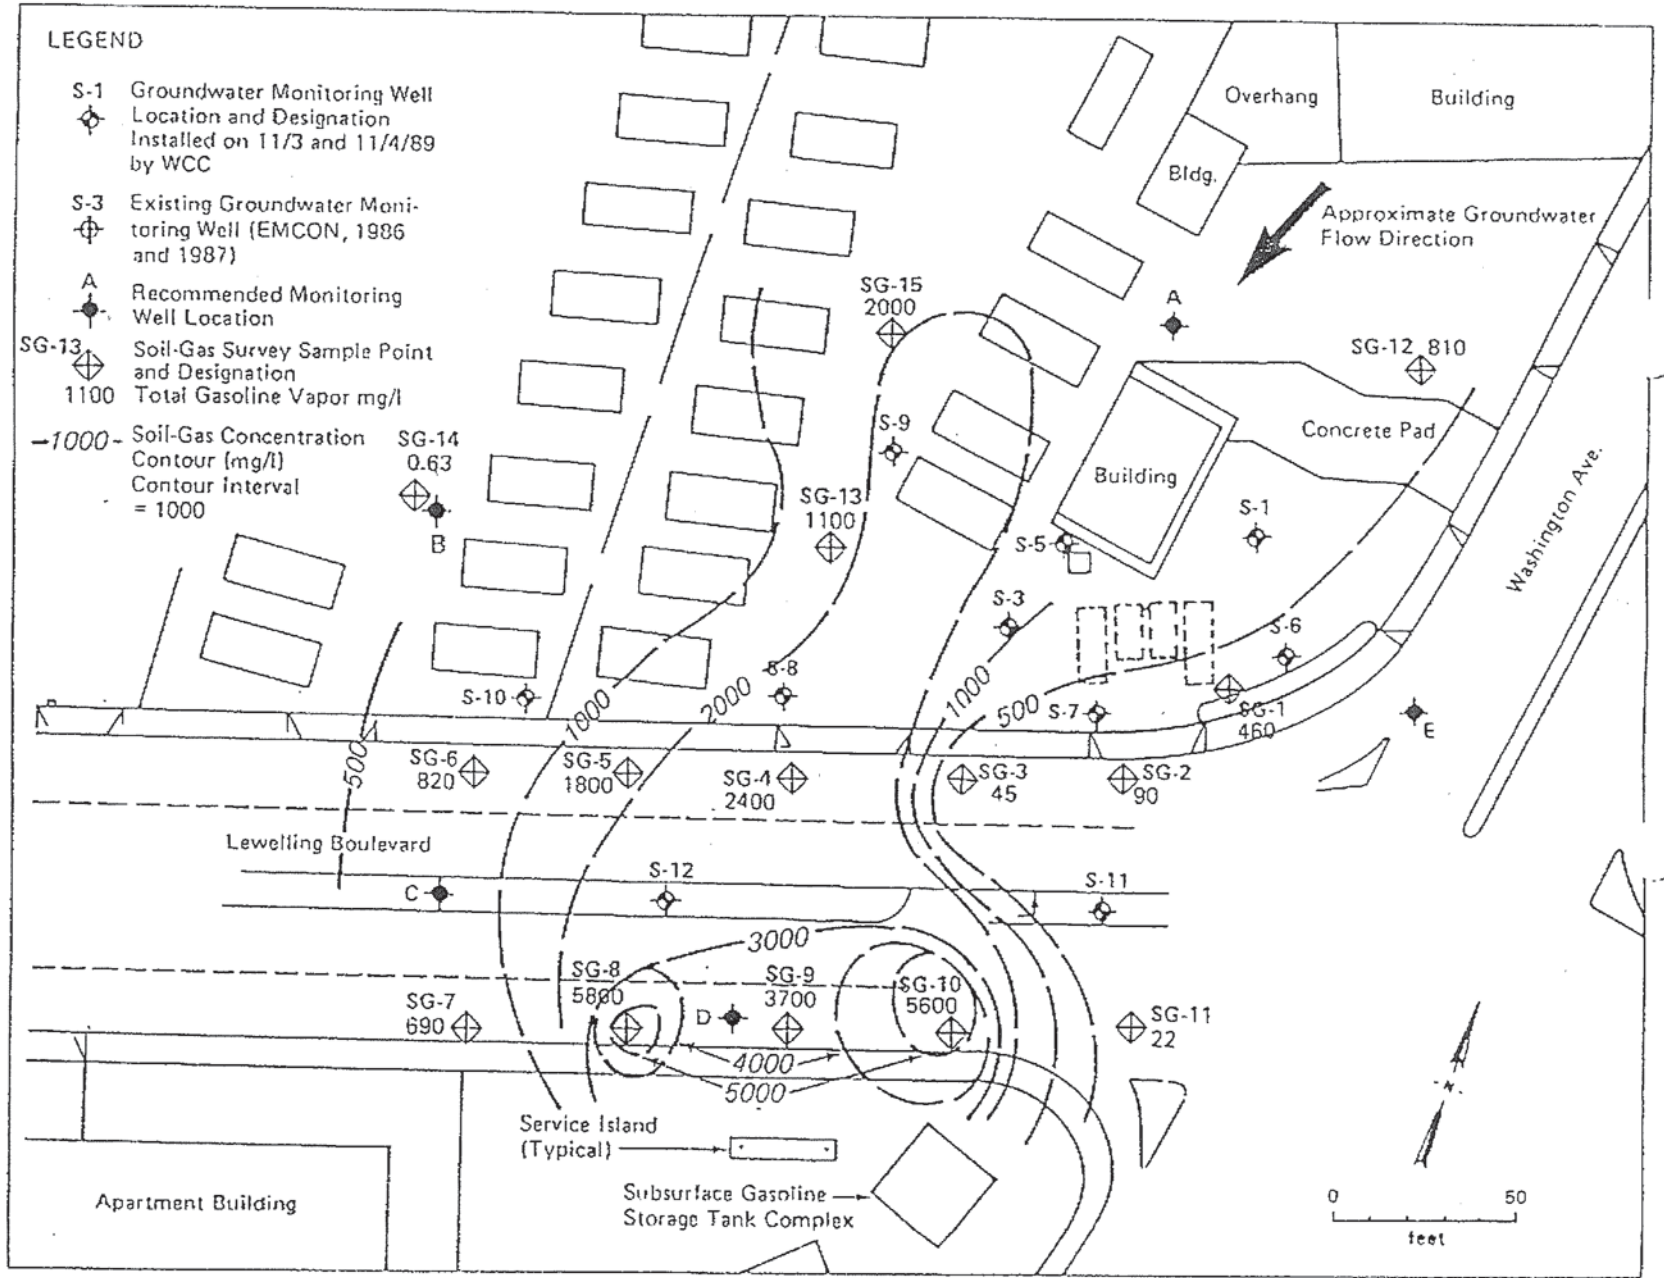 LEGEND
S-1 Groundwater Monitoring Well
Location and Designation
Installed on 11/3 and 11/4/89
by WCC
S-3 Existing Groundwater Moni-
toring Well (EMCON, 1986
and 1987)
A
Recommended Monitoring
Well Location
SG-13 Soil-Gas Survey Sample Point
and Designation
1100 Total Gasoline Vapor mg/l
-1000- Soil-Gas Concentration
Contour (mg/l)
Contour Interval
= 1000
Overhang
Building
Bldg.
Approximate Groundwater
Flow Direction
A
SG-15
2000
SG-12 810
Concrete Pad
Building
Washington Ave.
SG-14
0.63
B
S-9
SG-13
1100
S-5
S-1
S-3
S-6
S-10
S-8
S-7
1000
2000
1000
500
500
SG-1
460
E
SG-6
820
SG-5
1800
SG-4
2400
SG-3
45
SG-2
90
Lewelling Boulevard
C
S-12
S-11
3000
SG-7
690
SG-8
5800
D
SG-9
3700
SG-10
5600
SG-11
22
4000
5000
Service Island
(Typical)
Subsurface Gasoline
Storage Tank Complex
Apartment Building
N
0 50
feet